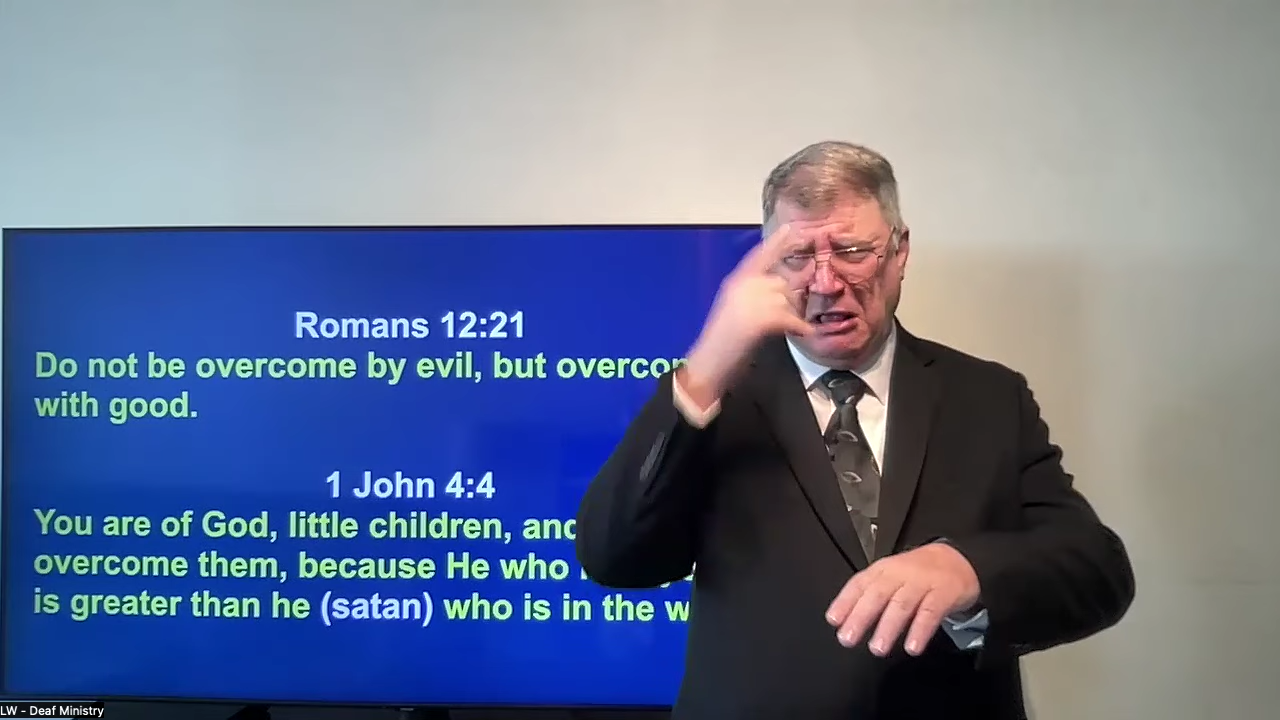 Romans 12:21
Do not be overcome by evil, but
with good.
1 John 4:4
You are of God, little children, and
overcome them, because He who
is greater than he (satan) who is in the
LW - Deaf Ministry